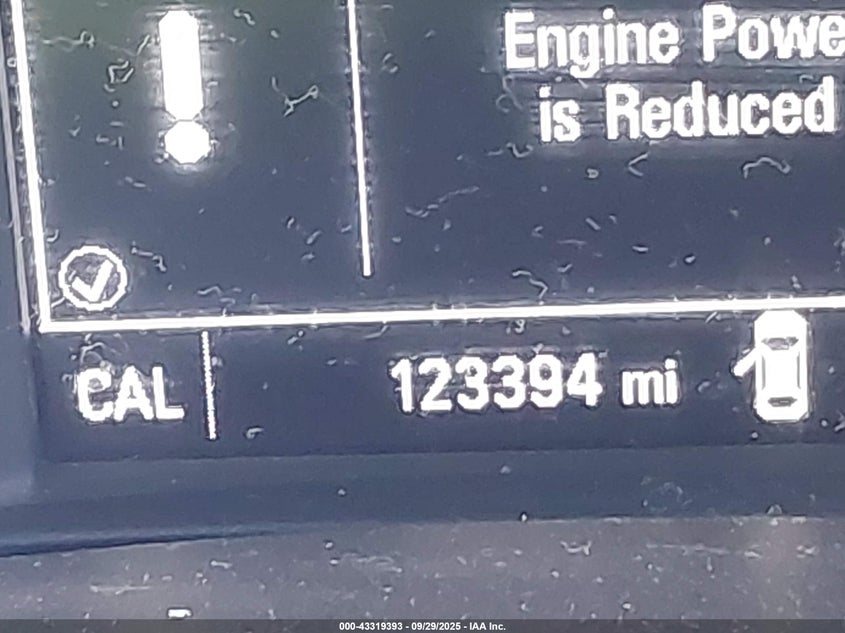 Engine Powe
is Reduced
CAL
123394 mi
000-43319393 - 09/29/2025 - IAA Inc.